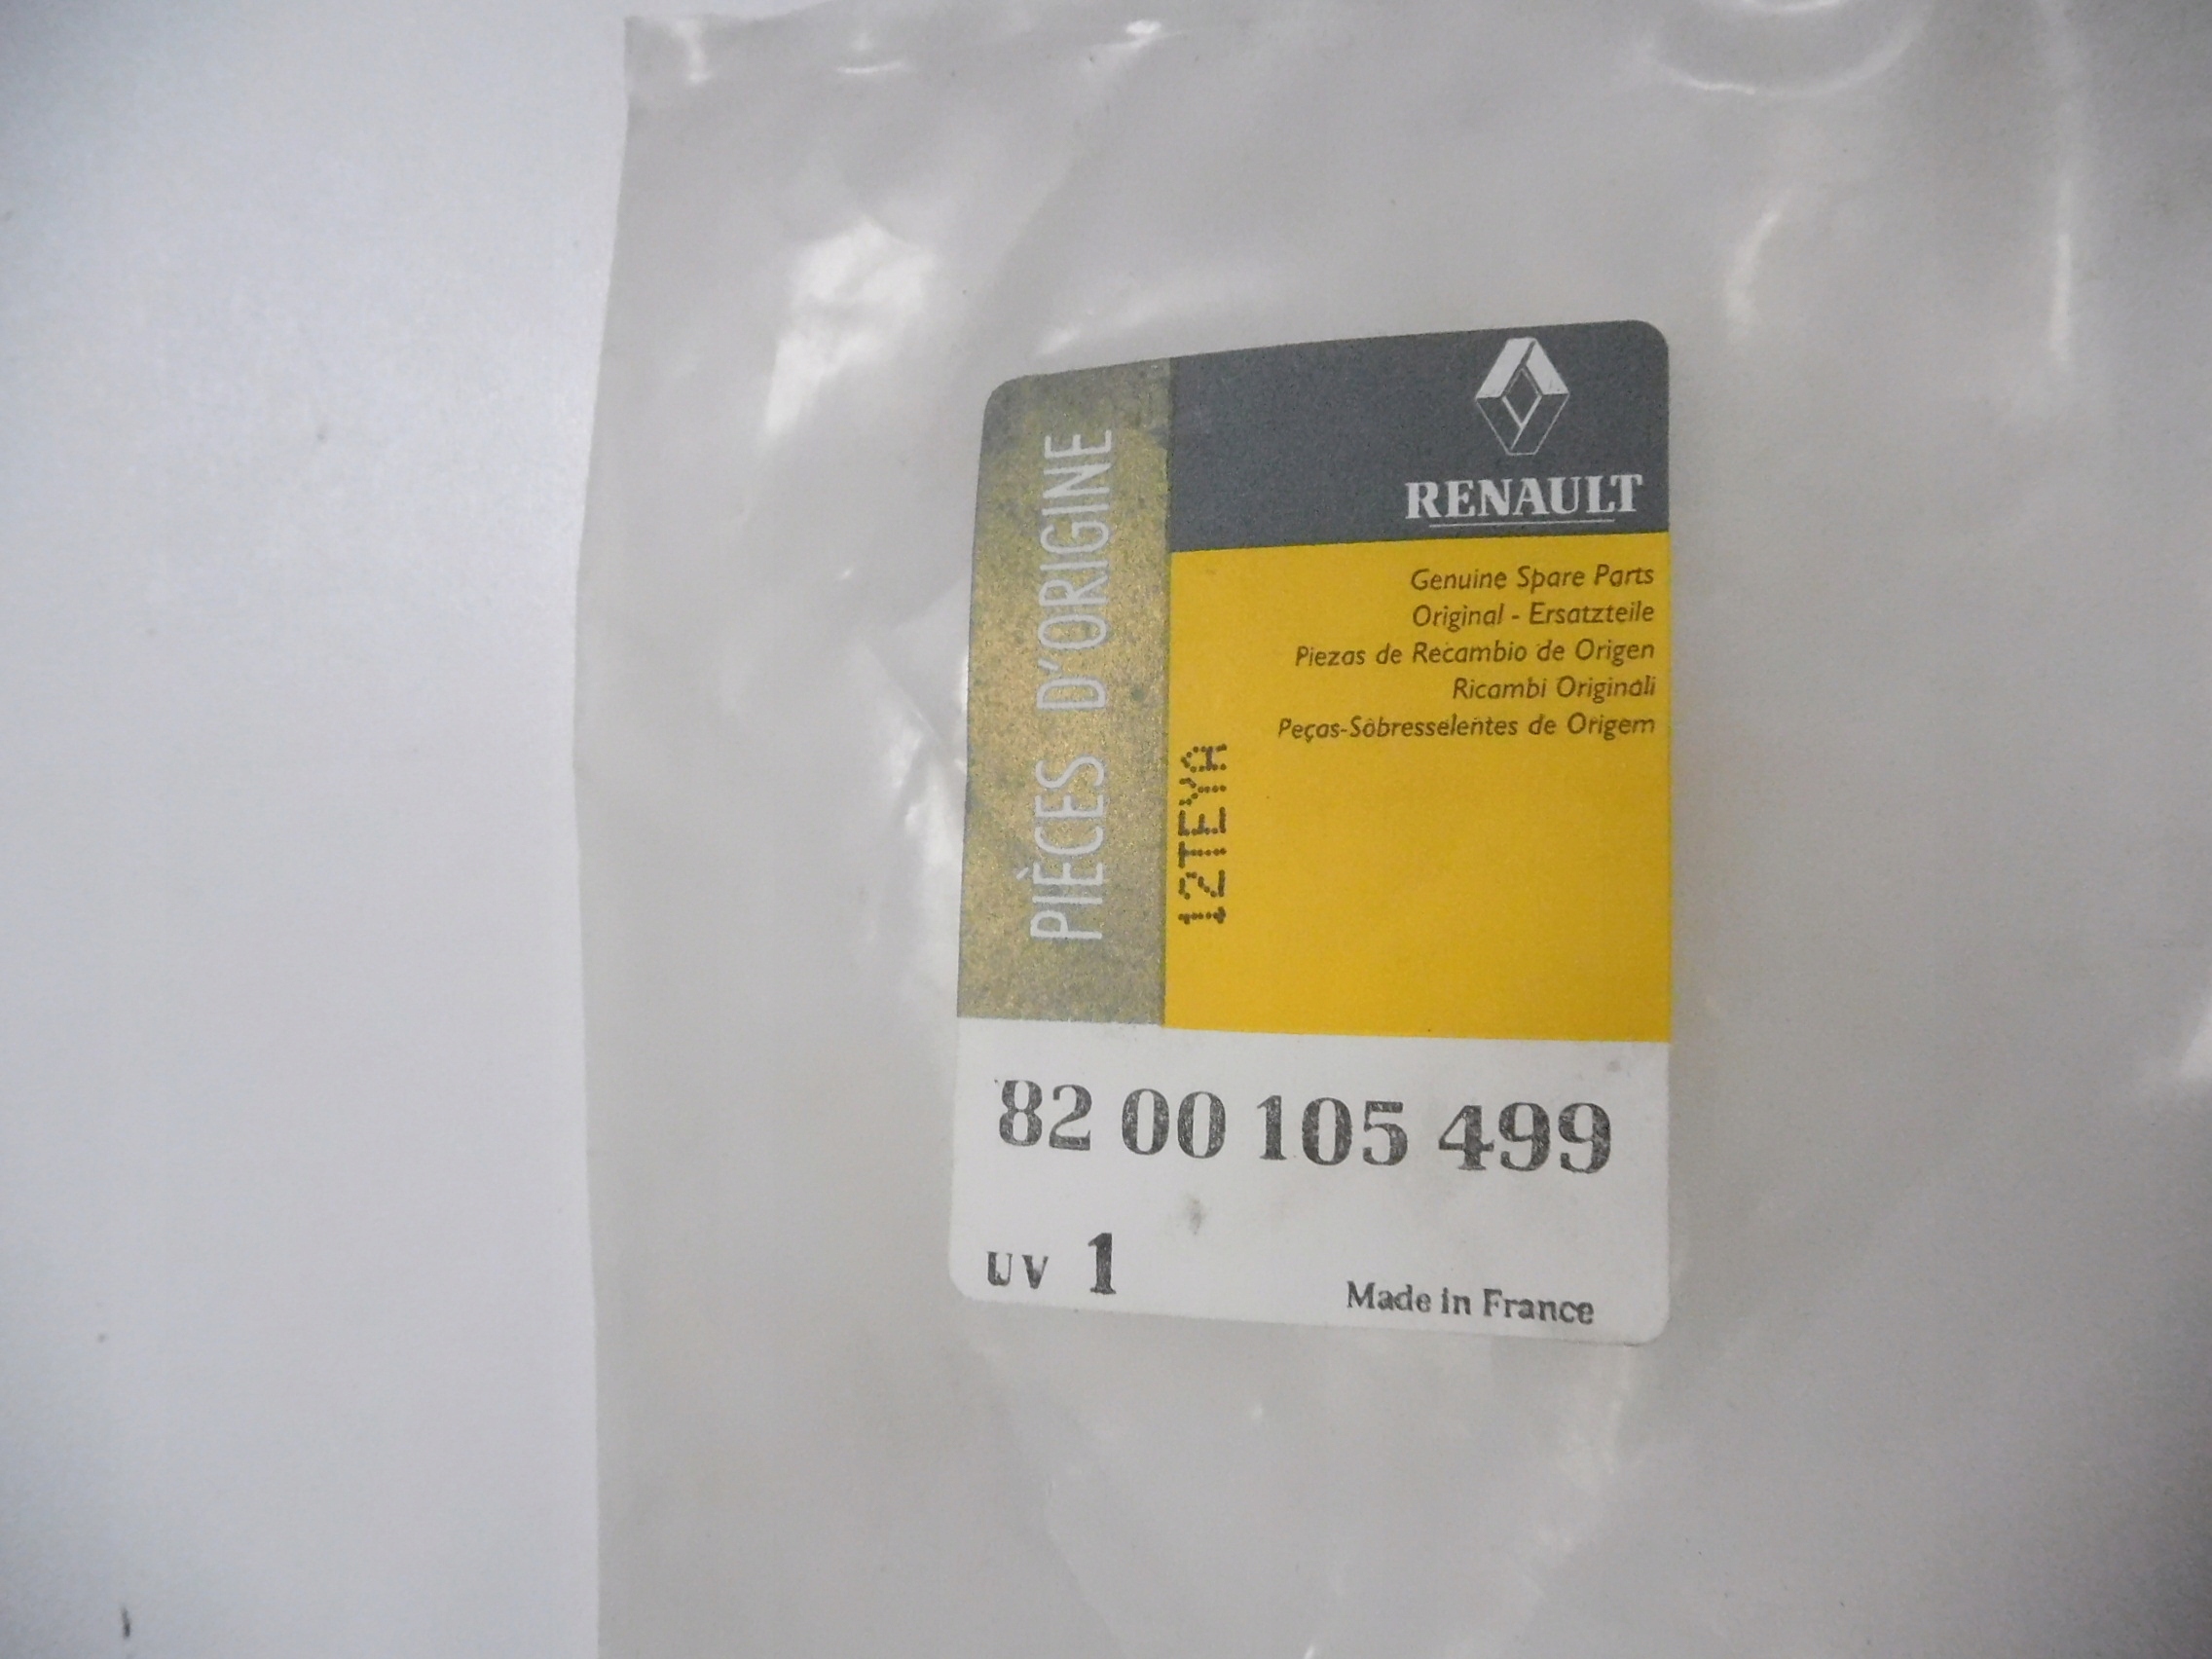 PIÈCES D'ORIGINE
RENAULT
Genuine Spare Parts
Original - Ersatzteile
Piezas de Recambio de Origen
Ricambi Originali
Peças-Sobresselentes de Origem
12TEYA
82 00 105 499
UV 1
Made in France